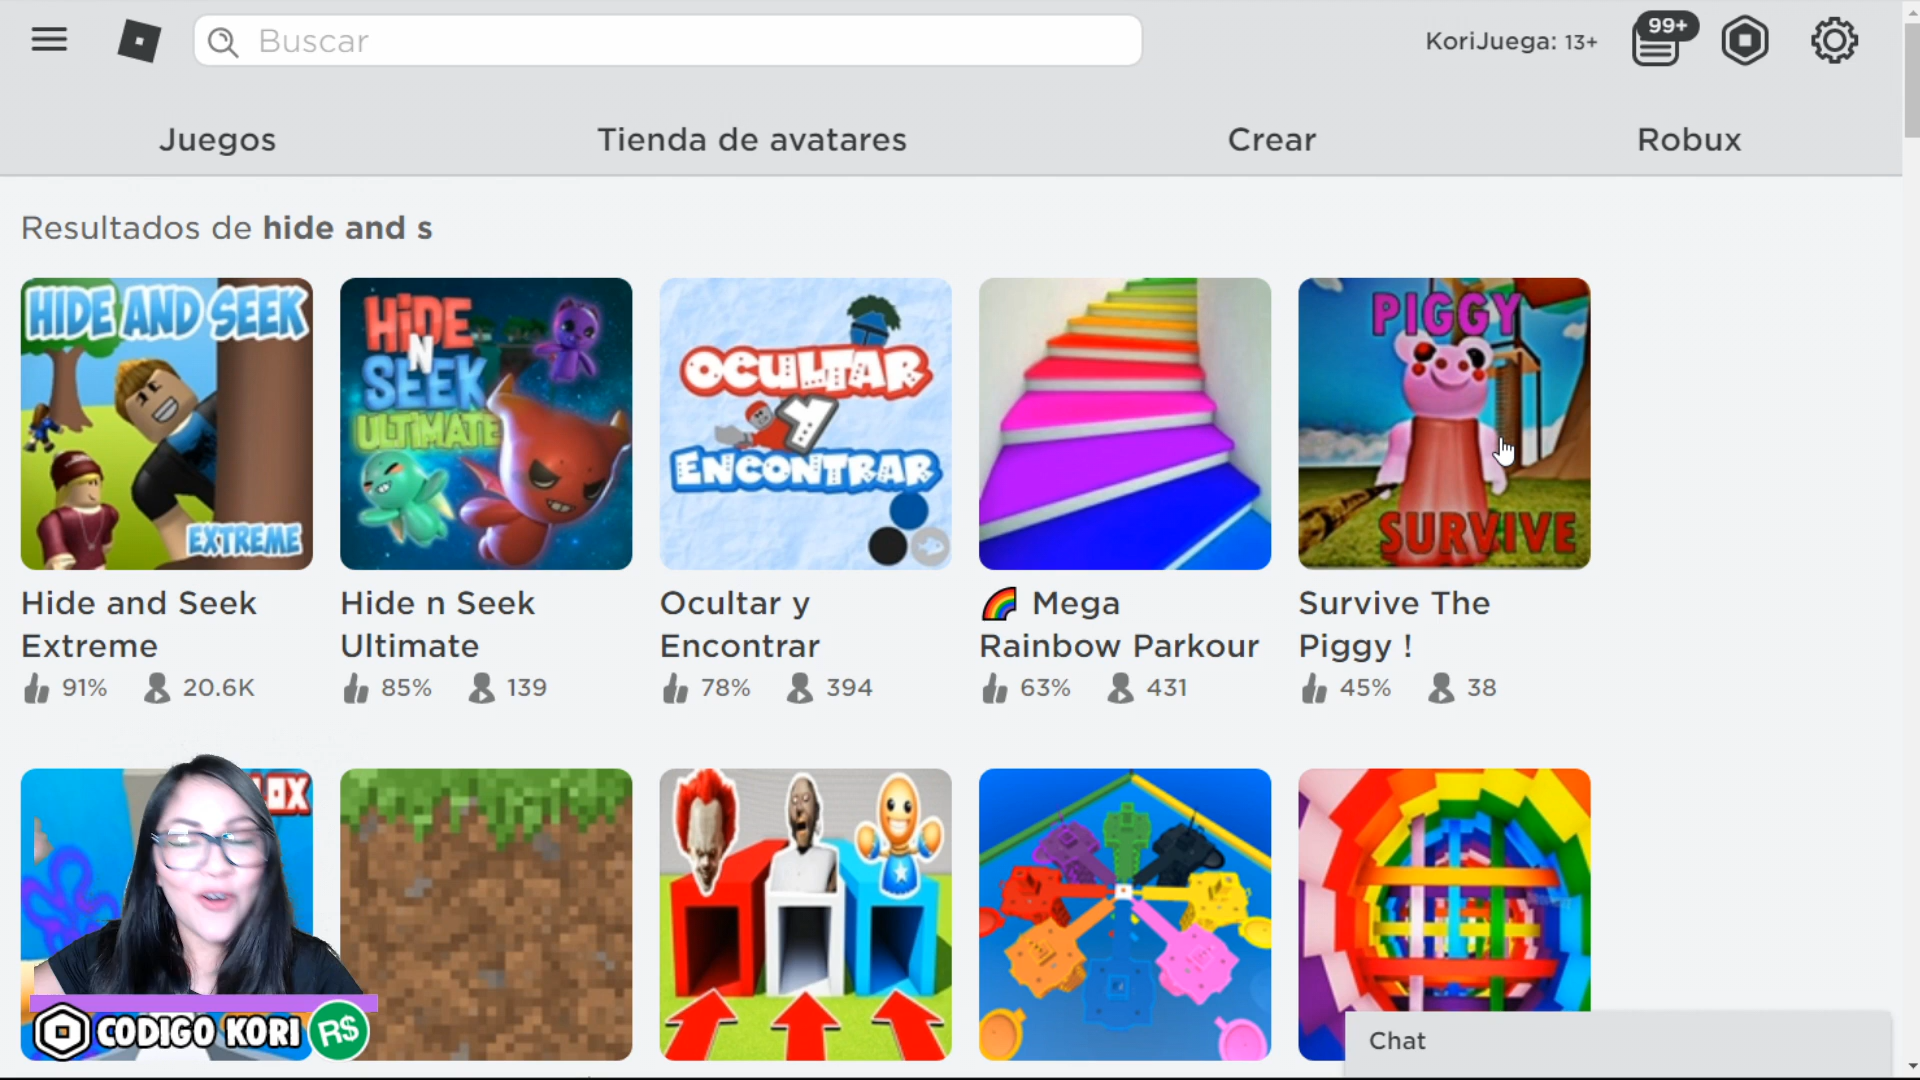 Buscar
KoriJuega: 13+
99+
Juegos
Tienda de avatares
Crear
Robux
Resultados de hide and s
HIDE AND SEEK
EXTREME
HIDE
N
SEEK
ULTIMATE
OCULTAR
Y
ENCONTRAR
PIGGY
SURVIVE
Hide and Seek
Extreme
91%
20.6K
Hide n Seek
Ultimate
85%
139
Ocultar y
Encontrar
78%
394
🌈 Mega
Rainbow Parkour
63%
431
Survive The
Piggy !
45%
38
CODIGO KORI R$
Chat